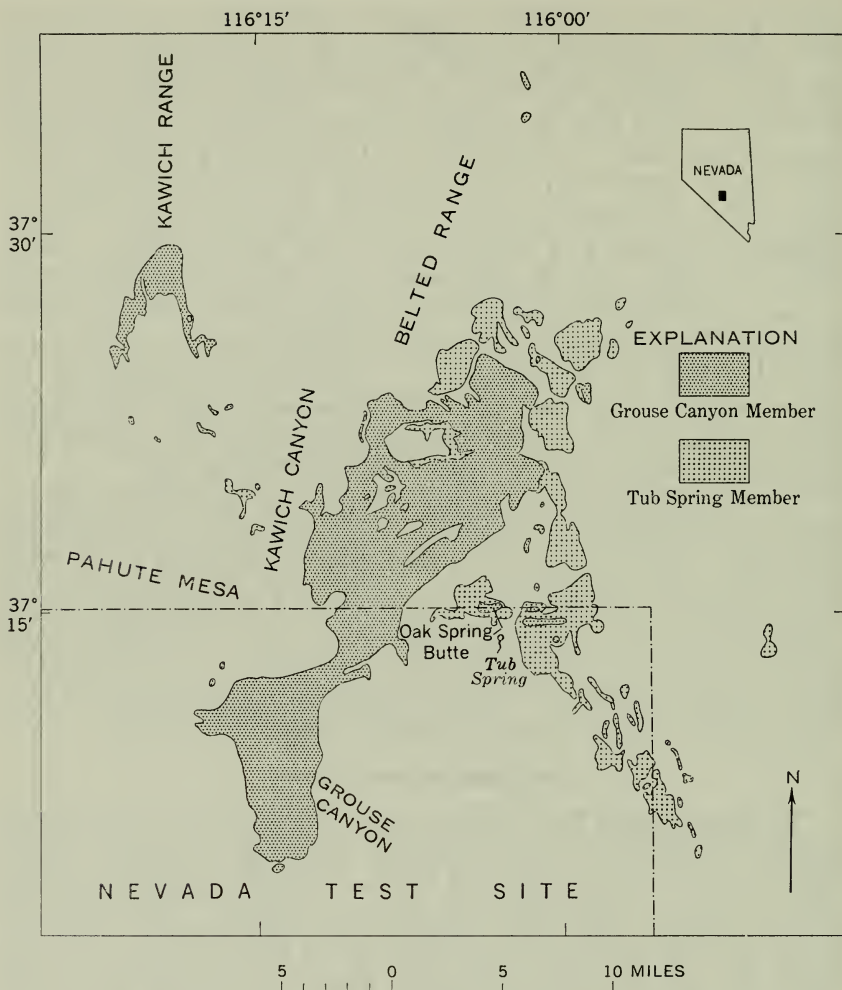 116°15'
116°00'
KAWICH RANGE
BELTED RANGE
NEVADA
37°
30'
EXPLANATION
Grouse Canyon Member
Tub Spring Member
KAWICH CANYON
PAHUTE MESA
37°
15'
Oak Spring
Butte
Tub
Spring
GROUSE
CANYON
N
NEVADA TEST SITE
5 0 5 10 MILES